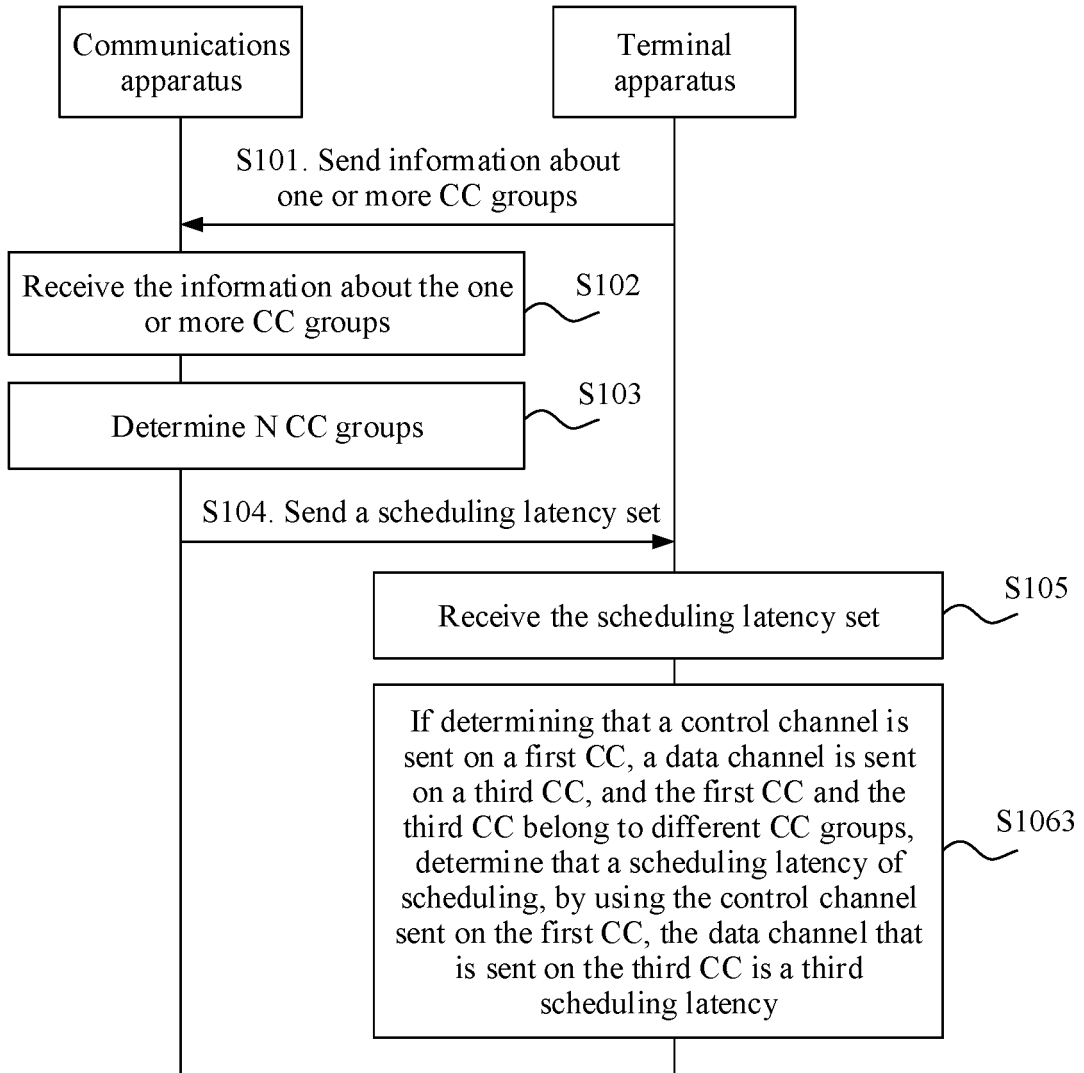 Communications
apparatus
Terminal
apparatus
S101. Send information about
one or more CC groups
Receive the information about the one
or more CC groups
S102
Determine N CC groups
S103
S104. Send a scheduling latency set
Receive the scheduling latency set
S105
If determining that a control channel is
sent on a first CC, a data channel is sent
on a third CC, and the first CC and the
third CC belong to different CC groups,
determine that a scheduling latency of
scheduling, by using the control channel
sent on the first CC, the data channel that
is sent on the third CC is a third
scheduling latency
S1063